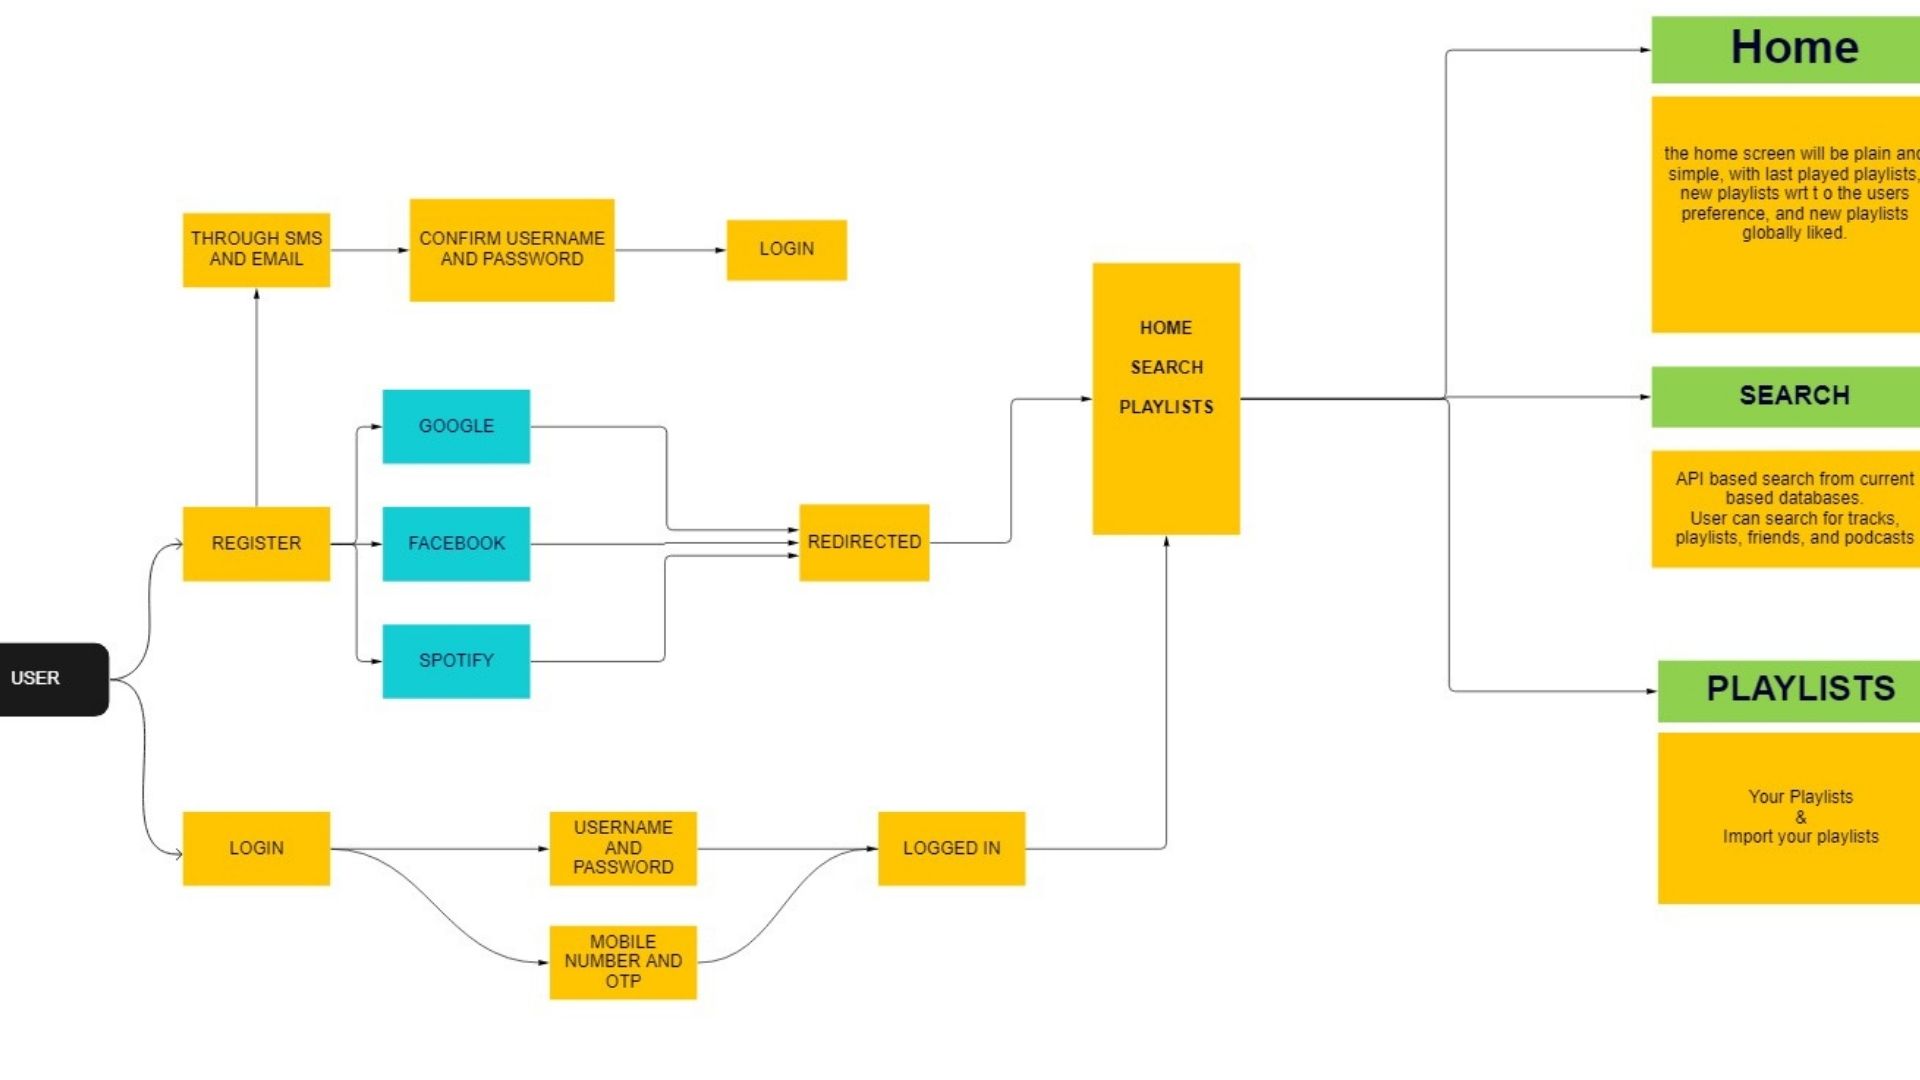 Home
the home screen will be plain and
simple, with last played playlists,
new playlists wrt t o the users
preference, and new playlists
globally liked.
THROUGH SMS
AND EMAIL
CONFIRM USERNAME
AND PASSWORD
LOGIN
HOME
SEARCH
PLAYLISTS
SEARCH
API based search from current
based databases.
User can search for tracks,
playlists, friends, and podcasts
GOOGLE
REGISTER
FACEBOOK
REDIRECTED
SPOTIFY
USER
PLAYLISTS
Your Playlists
&
Import your playlists
LOGIN
USERNAME
AND
PASSWORD
LOGGED IN
MOBILE
NUMBER AND
OTP